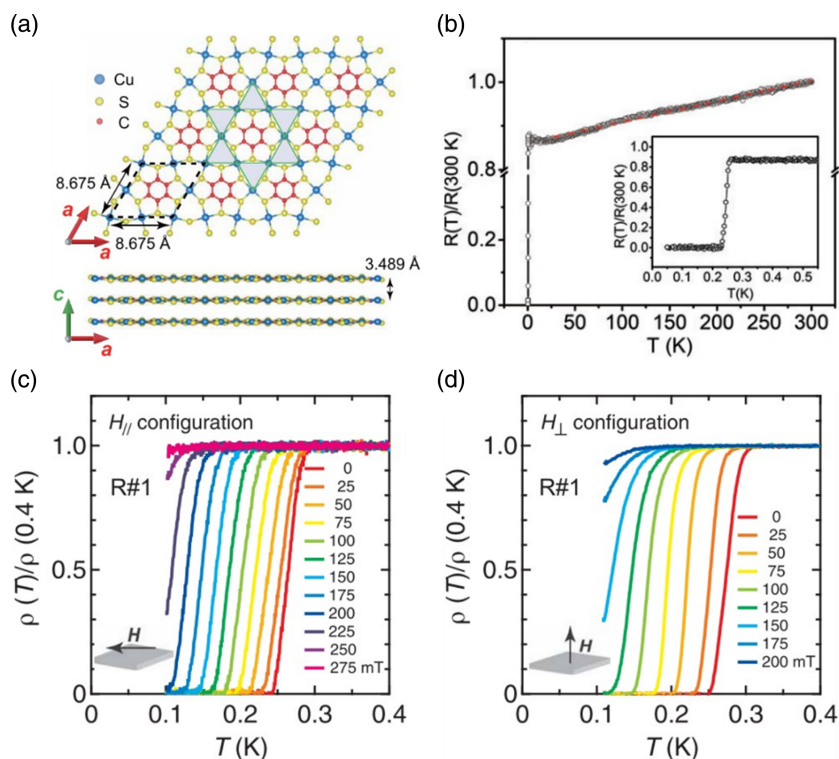 (a)
Cu
S
C
8.675 Å
8.675 Å
a
a
3.489 Å
c
a
(b)
R(T)/R(300 K)
1.0
0.8
0.2
0.0
0 50 100 150 200 250 300
T (K)
R(T)/R(300 K)
1.0
0.8
0.6
0.4
0.2
0.0
0.0 0.1 0.2 0.3 0.4 0.5
T(K)
(c)
H// configuration
R#1
ρ (T)/ρ (0.4 K)
1.0
0.5
0
0
25
50
75
100
125
150
175
200
225
250
275 mT
H
0 0.1 0.2 0.3 0.4
T (K)
(d)
H⊥ configuration
R#1
ρ (T)/ρ (0.4 K)
1.0
0.5
0
0
25
50
75
100
125
150
175
200 mT
H
0 0.1 0.2 0.3 0.4
T (K)